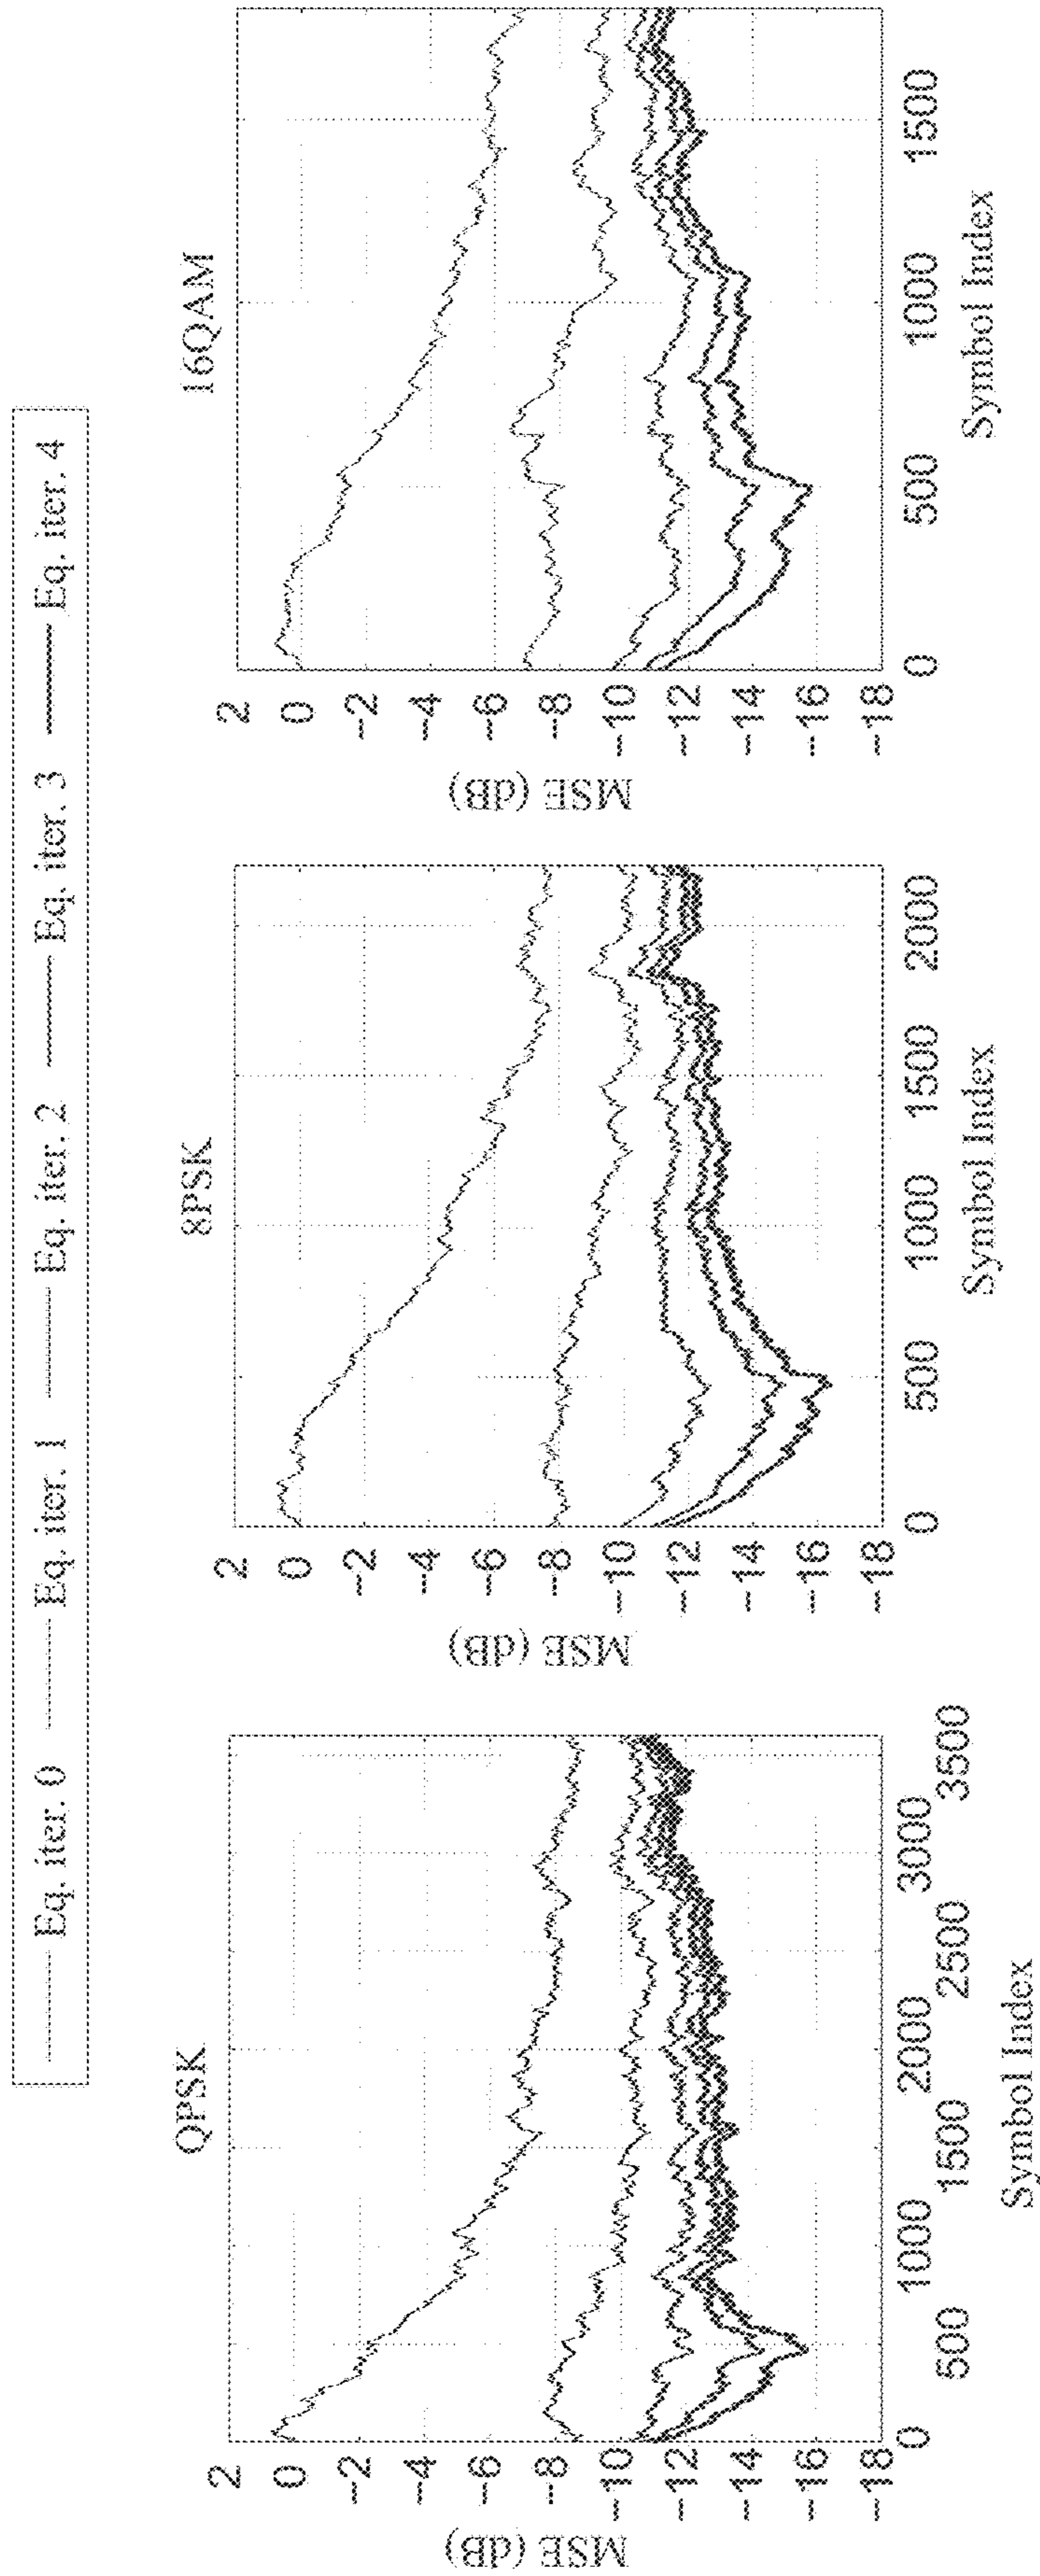 Eq. iter. 0 Eq. iter. 1 Eq. iter. 2 Eq. iter. 3 Eq. iter. 4
QPSK
MSE (dB)
2
0
-2
-4
-6
-8
-10
-12
-14
-16
-18
0 500 1000 1500 2000 2500 3000 3500
Symbol Index
8PSK
MSE (dB)
2
0
-2
-4
-6
-8
-10
-12
-14
-16
-18
0 500 1000 1500 2000
Symbol Index
16QAM
MSE (dB)
2
0
-2
-4
-6
-8
-10
-12
-14
-16
-18
0 500 1000 1500
Symbol Index